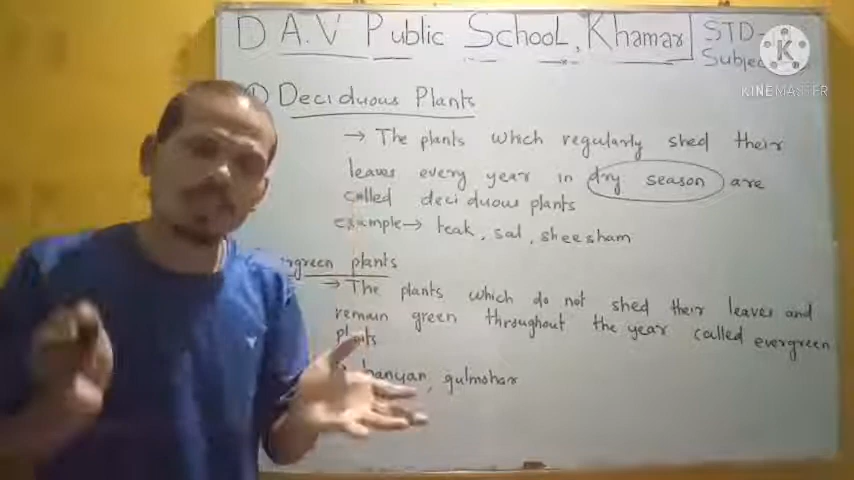 D A.V Public School, Khamar
STD-
Subjec
KINEMASTER
① Deciduous Plants
→ The plants which regularly shed their
leaves every year in dry season are
called deciduous plants
example → teak, sal, sheesham
rgreen plants
→ The plants which do not shed their leaves and
remain green throughout the year called evergreen
plants
banyan, gulmohar